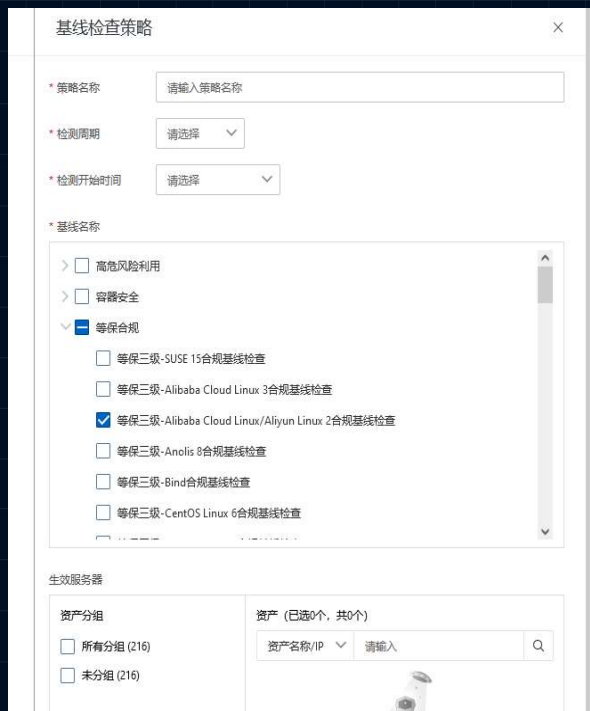 基线检查策略
* 策略名称 请输入策略名称
* 检测周期 请选择
* 检测开始时间 请选择
* 基线名称
高危风险利用
容器安全
等保合规
等保三级-SUSE 15合规基线检查
等保三级-Alibaba Cloud Linux 3合规基线检查
等保三级-Alibaba Cloud Linux/Aliyun Linux 2合规基线检查
等保三级-Anolis 8合规基线检查
等保三级-Bind合规基线检查
等保三级-CentOS Linux 6合规基线检查
生效服务器
资产分组 资产（已选0个，共0个）
所有分组 (216) 资产名称/IP 请输入
未分组 (216)